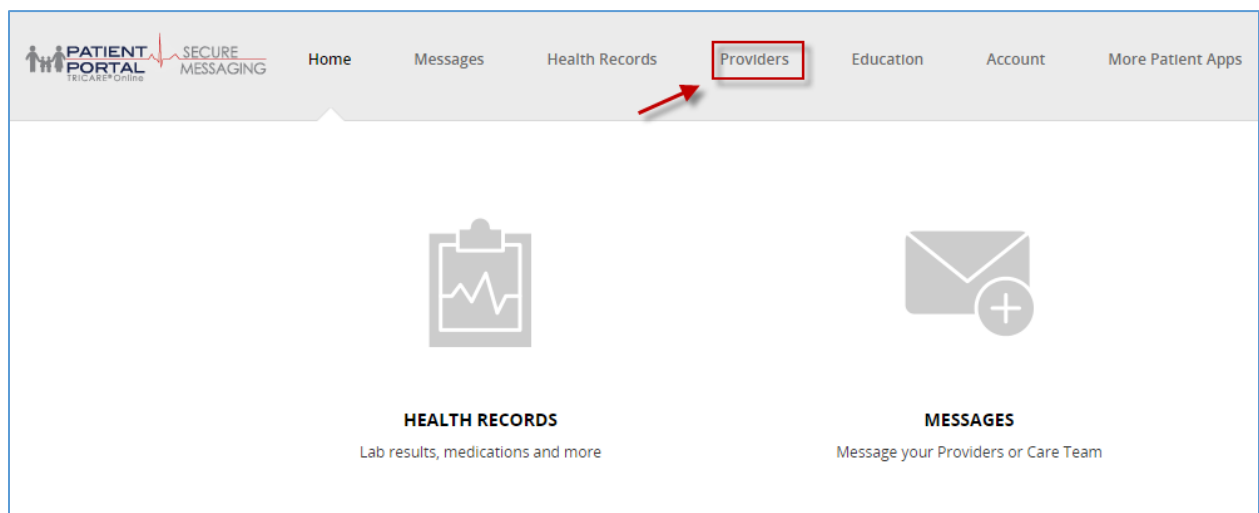 PATIENT PORTAL
TRICARE® Online
SECURE MESSAGING
Home Messages Health Records Providers Education Account More Patient Apps
HEALTH RECORDS
Lab results, medications and more
MESSAGES
Message your Providers or Care Team